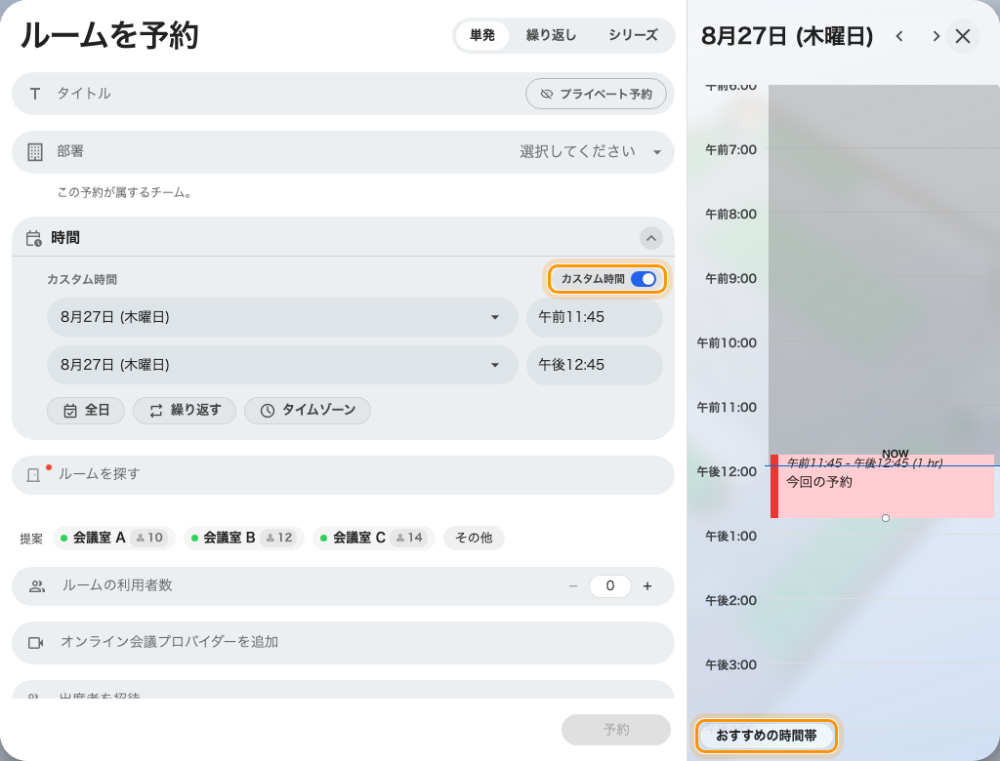 ルームを予約
単発 繰り返し シリーズ
タイトル
プライベート予約
部署
選択してください
この予約が属するチーム。
時間
カスタム時間
カスタム時間
8月27日 (木曜日)
午前11:45
8月27日 (木曜日)
午後12:45
全日 繰り返す タイムゾーン
ルームを探す
提案 会議室 A 10 会議室 B 12 会議室 C 14 その他
ルームの利用者数
− 0 +
オンライン会議プロバイダーを追加
出席者を招待
予約
8月27日 (木曜日)
午前6:00
午前7:00
午前8:00
午前9:00
午前10:00
午前11:00
NOW
午前11:45 - 午後12:45 (1 hr)
午後12:00
今回の予約
午後1:00
午後2:00
午後3:00
おすすめの時間帯